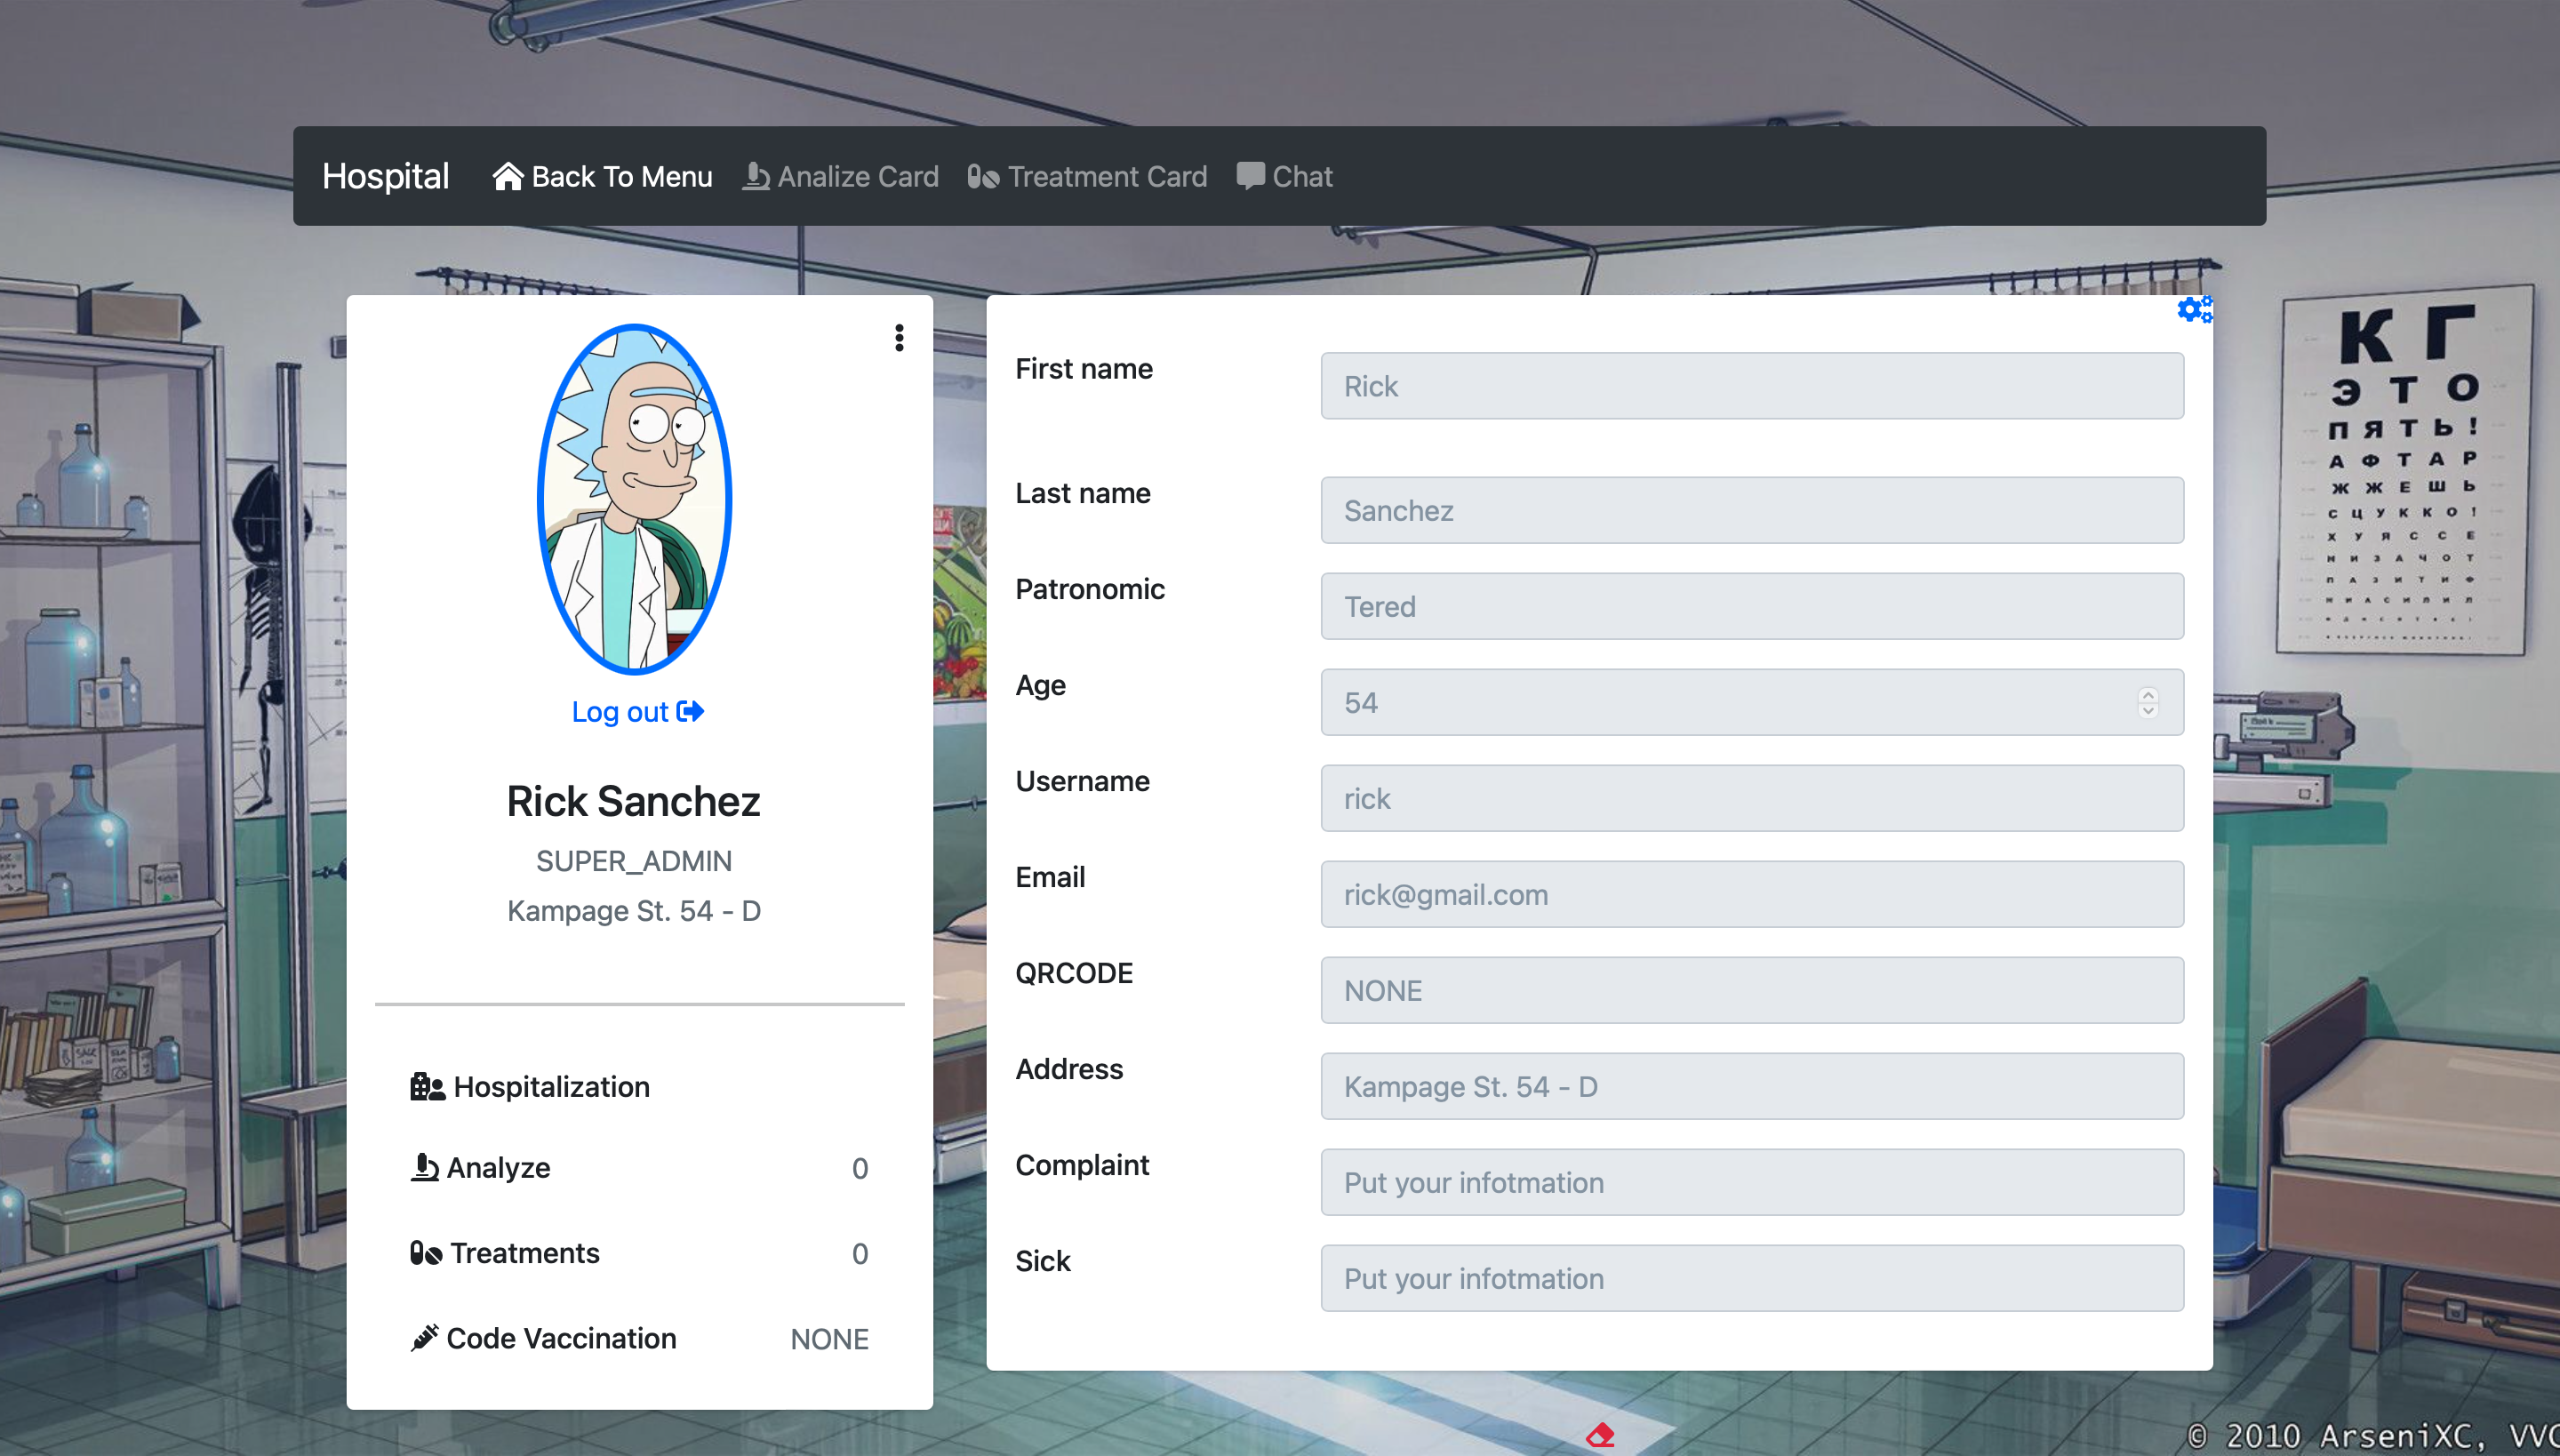 Hospital Back To Menu Analize Card Treatment Card Chat
Log out
Rick Sanchez
SUPER_ADMIN
Kampage St. 54 - D
Hospitalization
Analyze 0
Treatments 0
Code Vaccination NONE
First name Rick
Last name Sanchez
Patronomic Tered
Age 54
Username rick
Email rick@gmail.com
QRCODE NONE
Address Kampage St. 54 - D
Complaint Put your infotmation
Sick Put your infotmation
К Г
Э Т О
П Я Т Ь !
А Ф Т А Р
Ж Ж Е Ш Ь
С Ц У К К О !
Х У Я С С Е
Н И З А Ч О Т
П А З И Т И Ф
Н И А С И Л И Л
© 2010 ArseniXC, VVC